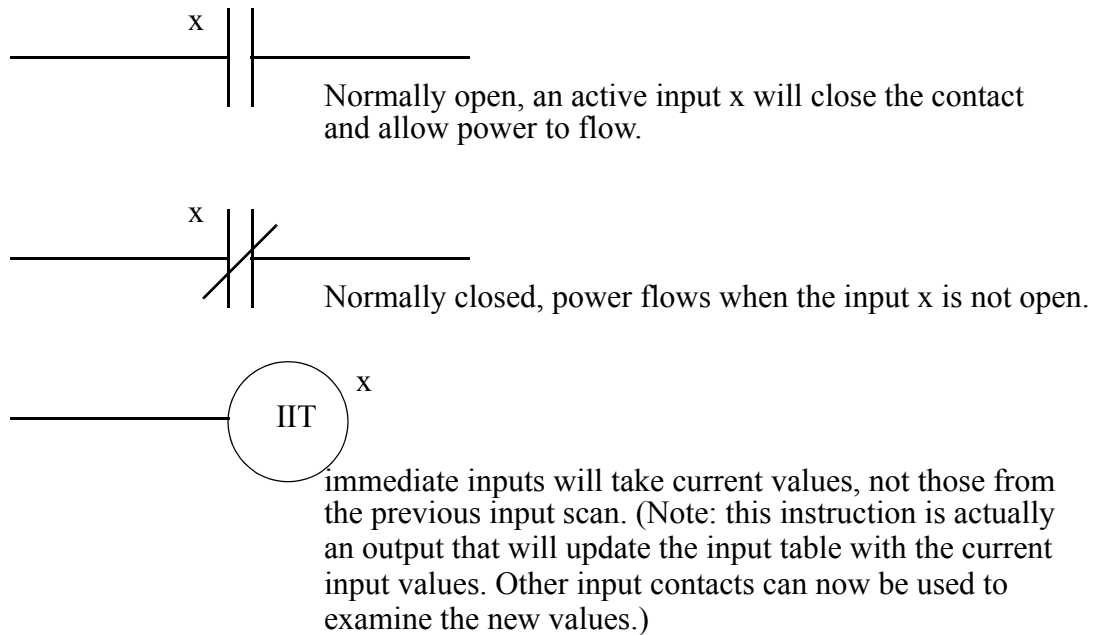 x
Normally open, an active input x will close the contact
and allow power to flow.
x
Normally closed, power flows when the input x is not open.
x
IIT
immediate inputs will take current values, not those from
the previous input scan. (Note: this instruction is actually
an output that will update the input table with the current
input values. Other input contacts can now be used to
examine the new values.)